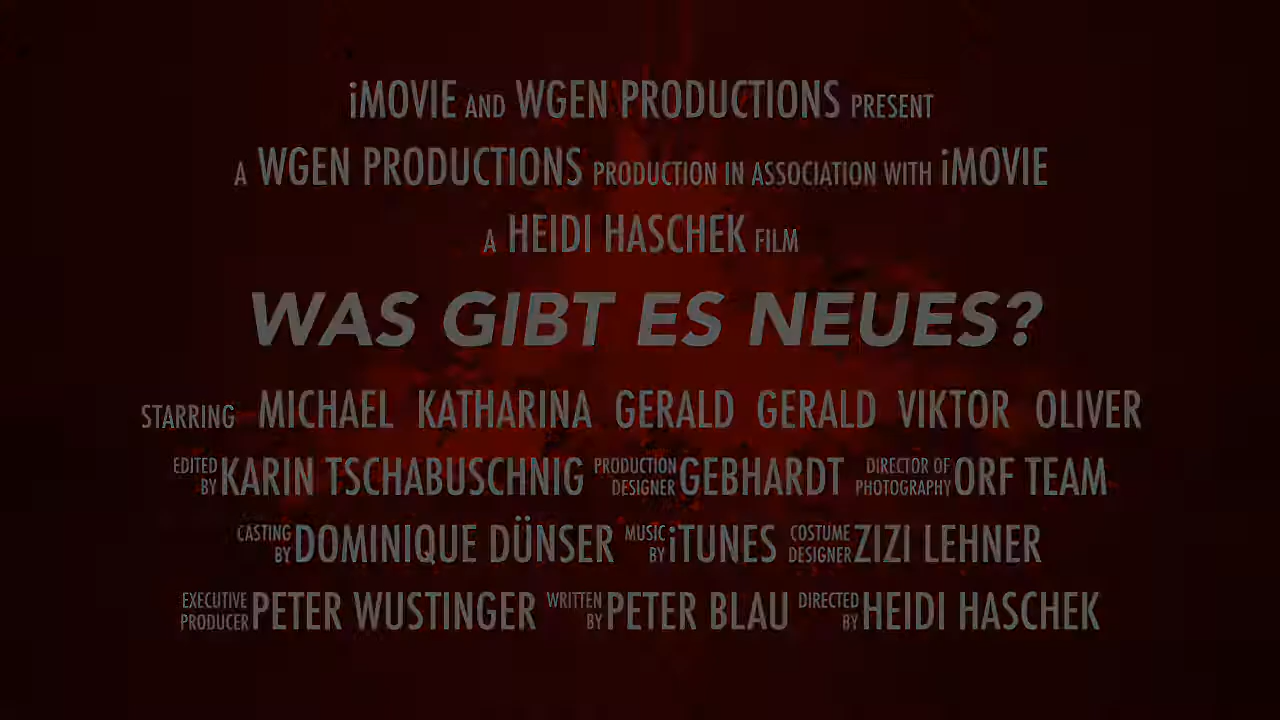 iMOVIE AND WGEN PRODUCTIONS PRESENT
A WGEN PRODUCTIONS PRODUCTION IN ASSOCIATION WITH iMOVIE
A HEIDI HASCHEK FILM
WAS GIBT ES NEUES?
STARRING MICHAEL KATHARINA GERALD GERALD VIKTOR OLIVER
EDITED BY KARIN TSCHABUSCHNIG PRODUCTION DESIGNER GEBHARDT DIRECTOR OF PHOTOGRAPHY ORF TEAM
CASTING BY DOMINIQUE DÜNSER MUSIC BY iTUNES COSTUME DESIGNER ZIZI LEHNER
EXECUTIVE PRODUCER PETER WUSTINGER WRITTEN BY PETER BLAU DIRECTED BY HEIDI HASCHEK